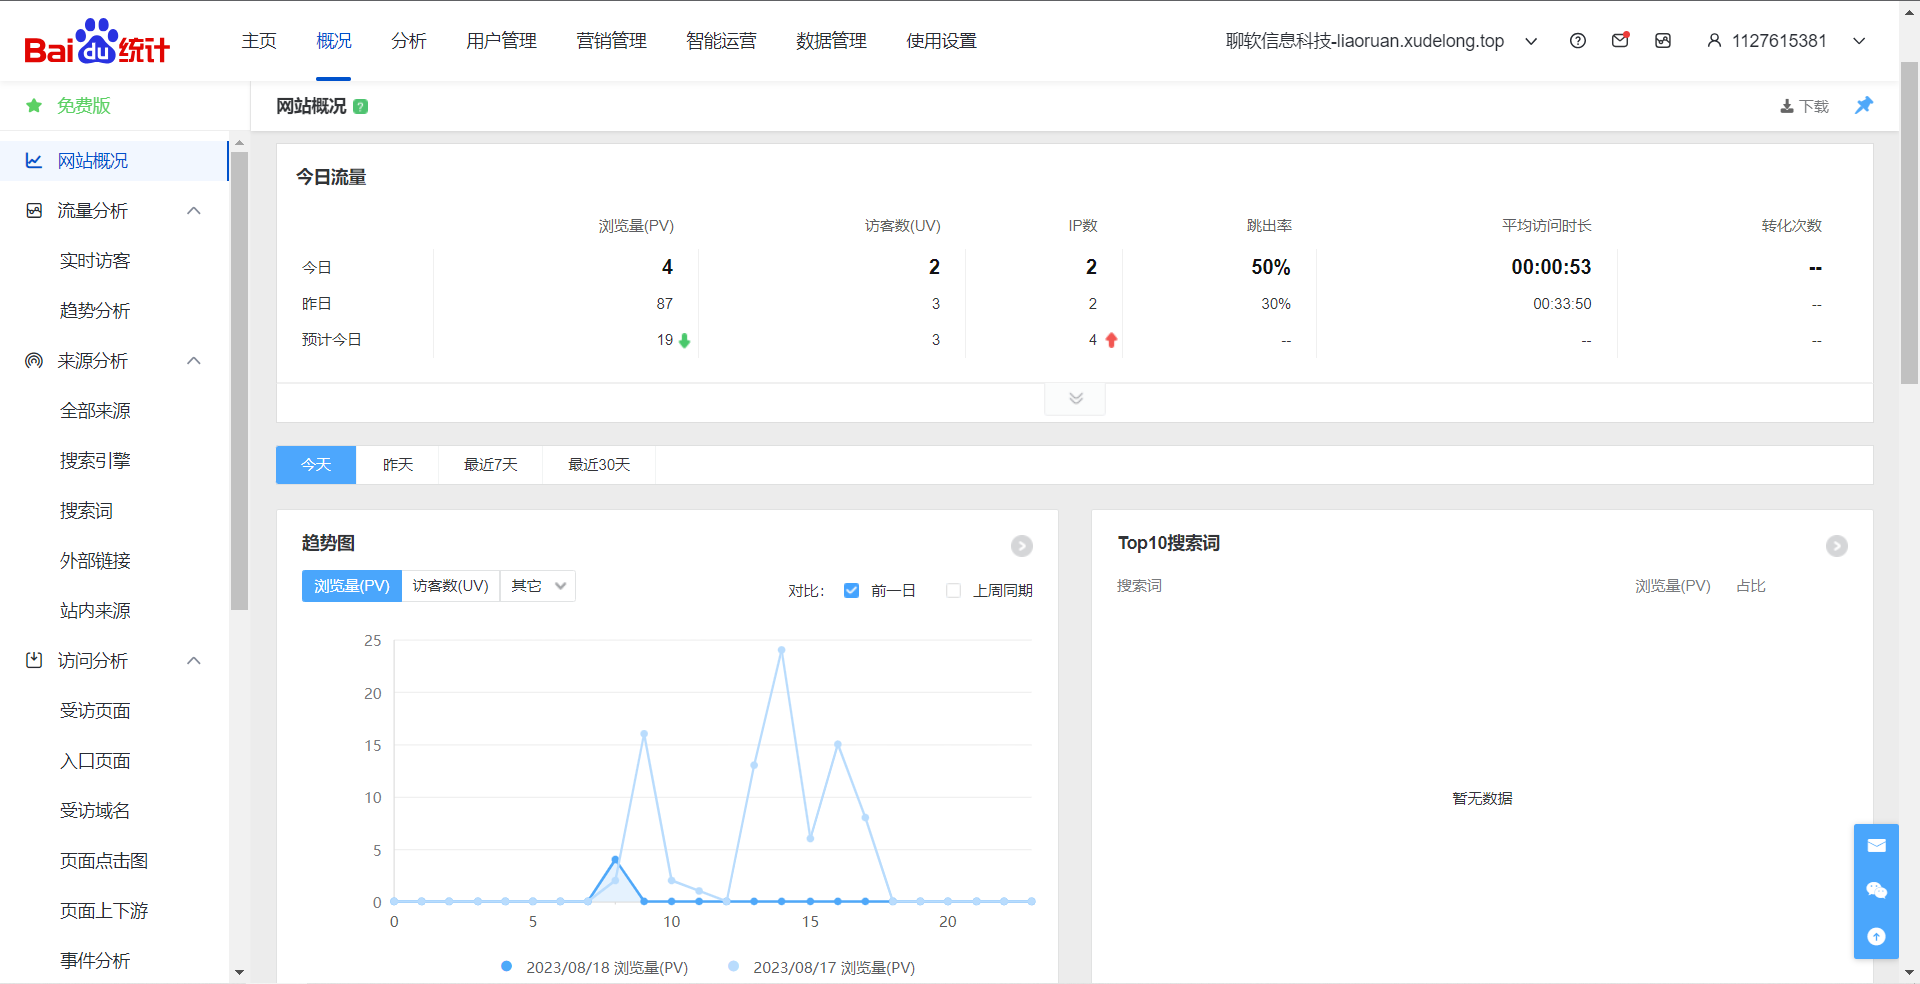 Bai du 统计
主页 概况 分析 用户管理 营销管理 智能运营 数据管理 使用设置
聊软信息科技-liaoruan.xudelong.top
1127615381
免费版
网站概况
流量分析
实时访客
趋势分析
来源分析
全部来源
搜索引擎
搜索词
外部链接
站内来源
访问分析
受访页面
入口页面
受访域名
页面点击图
页面上下游
事件分析
网站概况 ?
下载
今日流量
浏览量(PV) 访客数(UV) IP数 跳出率 平均访问时长 转化次数
今日 4 2 2 50% 00:00:53 --
昨日 87 3 2 30% 00:33:50 --
预计今日 19 3 4 -- -- --
今天 昨天 最近7天 最近30天
趋势图
浏览量(PV) 访客数(UV) 其它
对比: 前一日 上周同期
25
20
15
10
5
0
0 5 10 15 20
2023/08/18 浏览量(PV) 2023/08/17 浏览量(PV)
Top10搜索词
搜索词 浏览量(PV) 占比
暂无数据